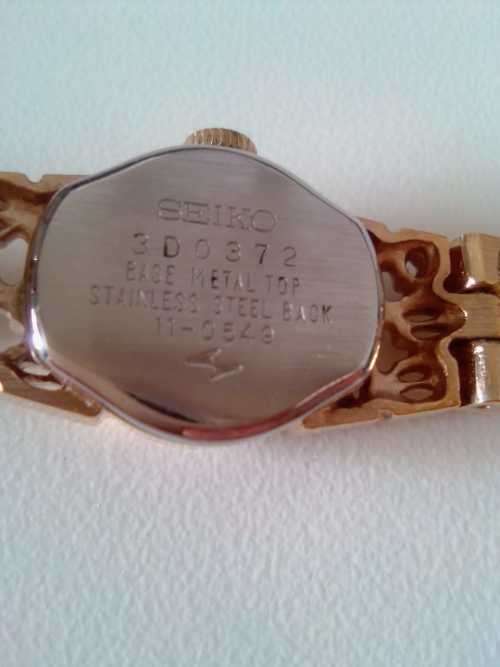 SEIKO
3D0372
BASE METAL TOP
STAINLESS STEEL BACK
11-0549